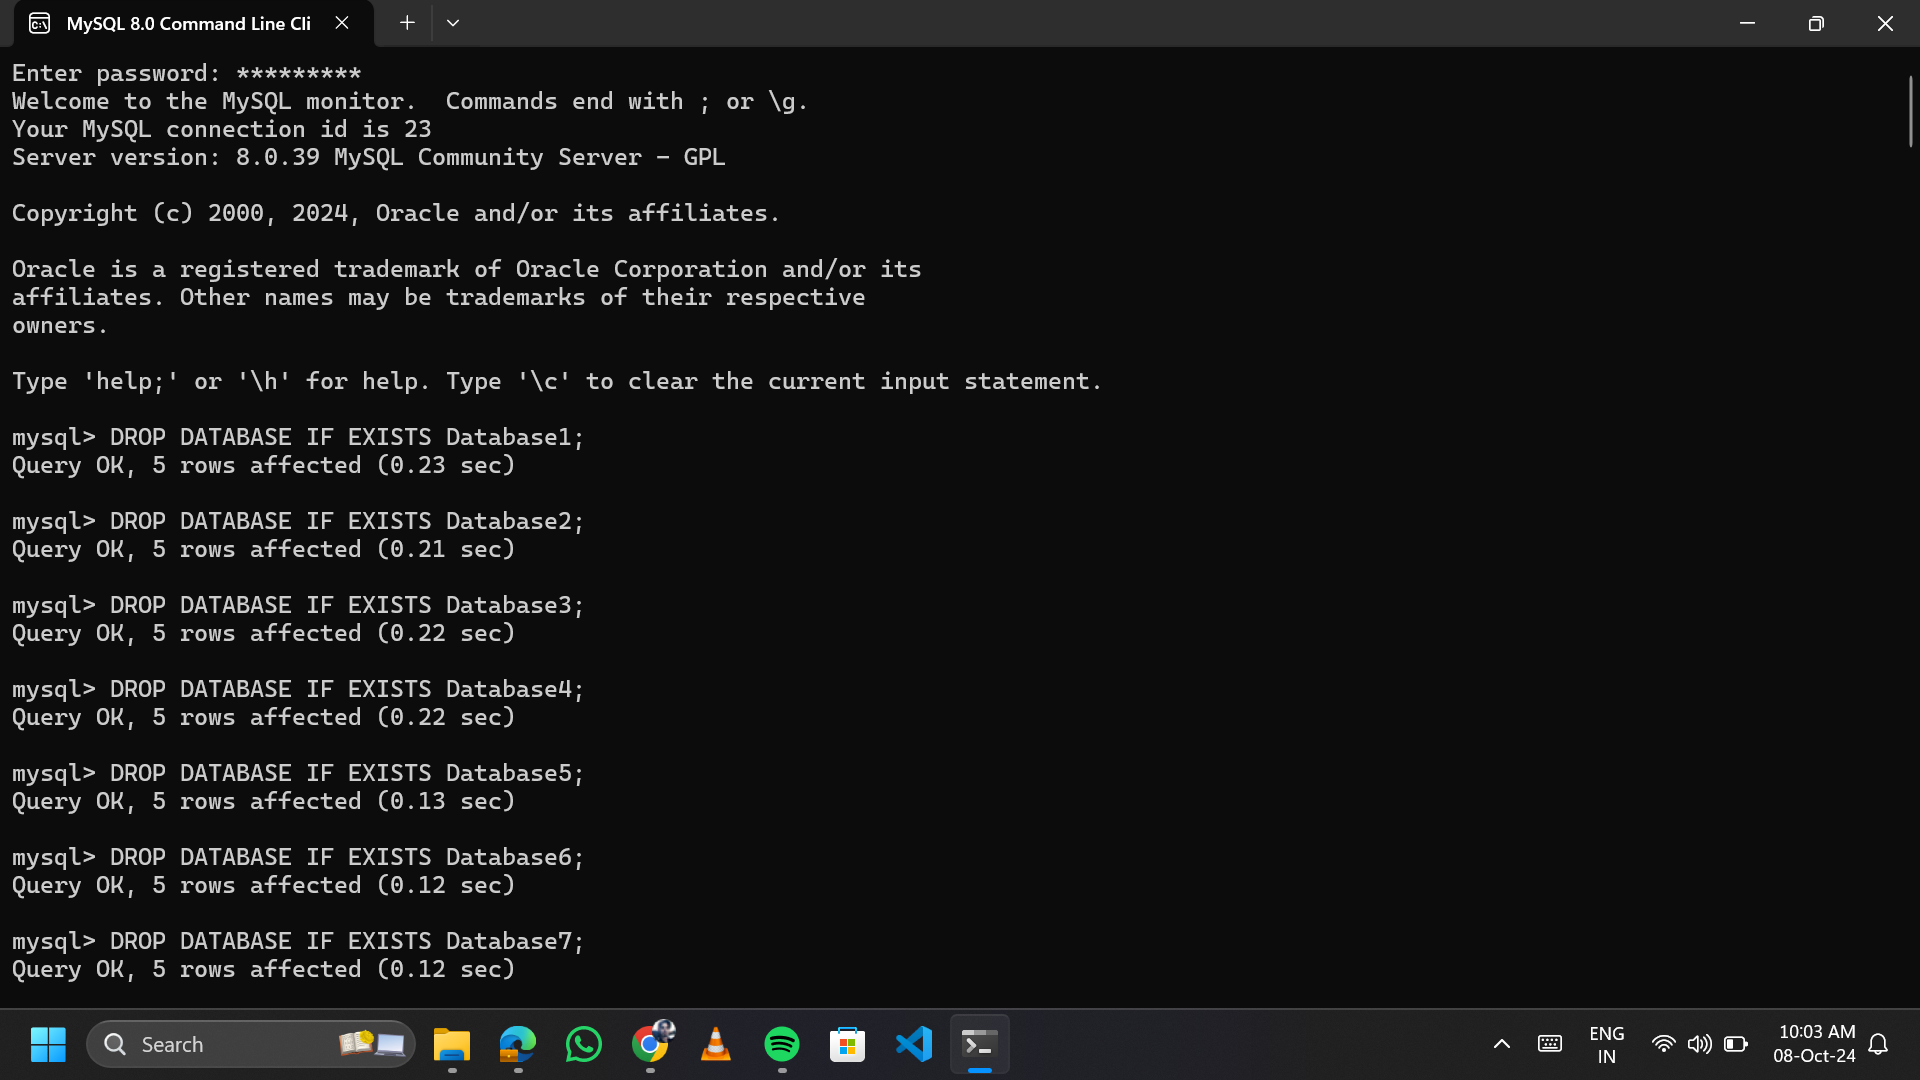 MySQL 8.0 Command Line Cli
Enter password: *********
Welcome to the MySQL monitor.  Commands end with ; or \g.
Your MySQL connection id is 23
Server version: 8.0.39 MySQL Community Server - GPL
Copyright (c) 2000, 2024, Oracle and/or its affiliates.
Oracle is a registered trademark of Oracle Corporation and/or its
affiliates. Other names may be trademarks of their respective
owners.
Type 'help;' or '\h' for help. Type '\c' to clear the current input statement.
mysql> DROP DATABASE IF EXISTS Database1;
Query OK, 5 rows affected (0.23 sec)
mysql> DROP DATABASE IF EXISTS Database2;
Query OK, 5 rows affected (0.21 sec)
mysql> DROP DATABASE IF EXISTS Database3;
Query OK, 5 rows affected (0.22 sec)
mysql> DROP DATABASE IF EXISTS Database4;
Query OK, 5 rows affected (0.22 sec)
mysql> DROP DATABASE IF EXISTS Database5;
Query OK, 5 rows affected (0.13 sec)
mysql> DROP DATABASE IF EXISTS Database6;
Query OK, 5 rows affected (0.12 sec)
mysql> DROP DATABASE IF EXISTS Database7;
Query OK, 5 rows affected (0.12 sec)
Search
ENG
IN
10:03 AM
08-Oct-24